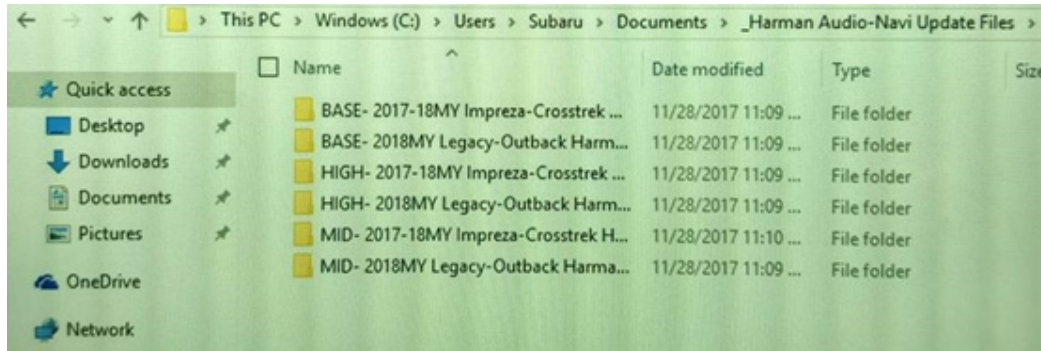 This PC > Windows (C:) > Users > Subaru > Documents > _Harman Audio-Navi Update Files >
Name Date modified Type Size
Quick access
Desktop
Downloads
Documents
Pictures
OneDrive
Network
BASE- 2017-18MY Impreza-Crosstrek ... 11/28/2017 11:09 ... File folder
BASE- 2018MY Legacy-Outback Harm... 11/28/2017 11:09 ... File folder
HIGH- 2017-18MY Impreza-Crosstrek ... 11/28/2017 11:09 ... File folder
HIGH- 2018MY Legacy-Outback Harm... 11/28/2017 11:09 ... File folder
MID- 2017-18MY Impreza-Crosstrek H... 11/28/2017 11:10 ... File folder
MID- 2018MY Legacy-Outback Harma... 11/28/2017 11:09 ... File folder